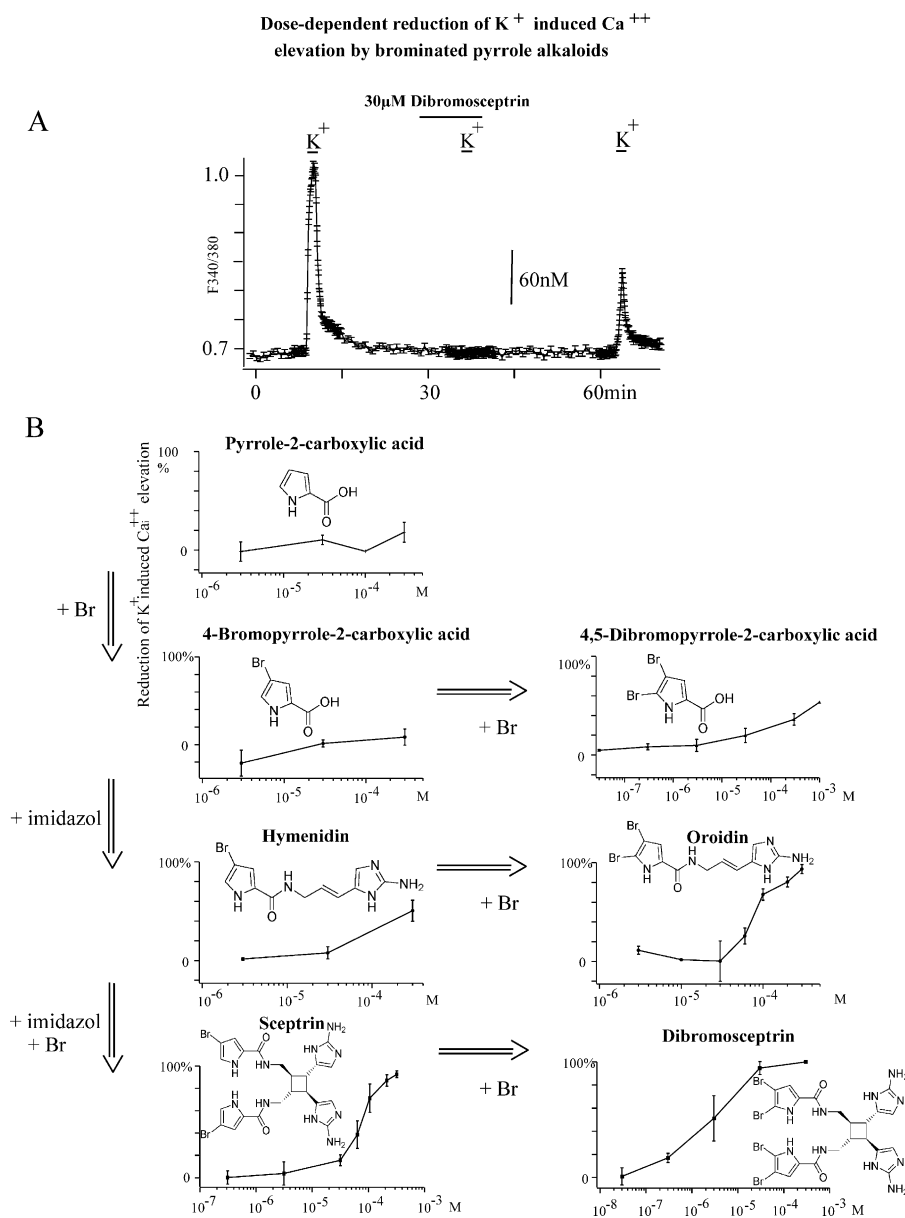 Dose-dependent reduction of K + induced Ca ++
elevation by brominated pyrrole alkaloids
A
30µM Dibromosceptrin
K+ K+ K+
1.0
F340/380
60nM
0.7
0 30 60min
B
Reduction of K+induced Cai++ elevation
Pyrrole-2-carboxylic acid
100
%
OH
N
H
O
0
10-6 10-5 10-4 M
+ Br
4-Bromopyrrole-2-carboxylic acid
100%
Br
OH
N
H
O
0
10-6 10-5 10-4 M
+ Br
4,5-Dibromopyrrole-2-carboxylic acid
100%
Br
Br
OH
N
H
O
0
10-7 10-6 10-5 10-4 10-3 M
+ imidazol
Hymenidin
100%
Br
H
N
N
NH2
N
H
O
N
H
0
10-6 10-5 10-4 M
+ Br
Oroidin
100%
Br
Br
H
N
N
NH2
N
H
O
N
H
0
10-6 10-5 10-4 M
+ imidazol
+ Br
Sceptrin
100%
Br
O
NH2
HN
N
N
H
HN
H
N
O
HN
Br
N
HN
NH2
0
10-7 10-6 10-5 10-4 10-3 M
+ Br
Dibromosceptrin
100%
Br
Br
O
NH2
HN
N
N
H
HN
H
N
O
HN
Br
Br
N
HN
NH2
0
10-8 10-7 10-6 10-5 10-4 10-3 M